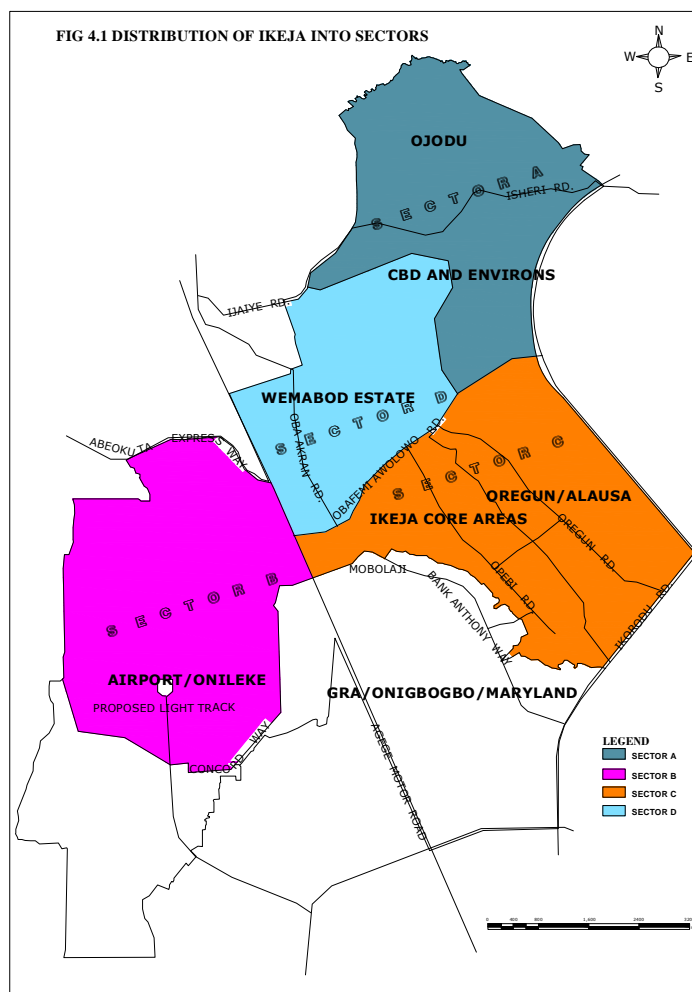 FIG 4.1 DISTRIBUTION OF IKEJA INTO SECTORS
N
W E
S
OJODU
SECTOR A
ISHERI RD.
CBD AND ENVIRONS
IJAIYE RD.
WEMABOD ESTATE
SECTOR D
OBA AKRAN RD.
OBAFEMI AWOLOWO RD.
ABEOKUTA EXPRESS WAY
SECTOR C
OREGUN/ALAUSA
IKEJA CORE AREAS
OREGUN RD.
OPEBI RD.
MOBOLAJI BANK ANTHONY WAY
IKORODU RD
SECTOR B
AIRPORT/ONILEKE
PROPOSED LIGHT TRACK
GRA/ONIGBOGBO/MARYLAND
CONCORD WAY
AGEGE MOTOR ROAD
LEGEND
SECTOR A
SECTOR B
SECTOR C
SECTOR D
0 400 800 1,600 2400